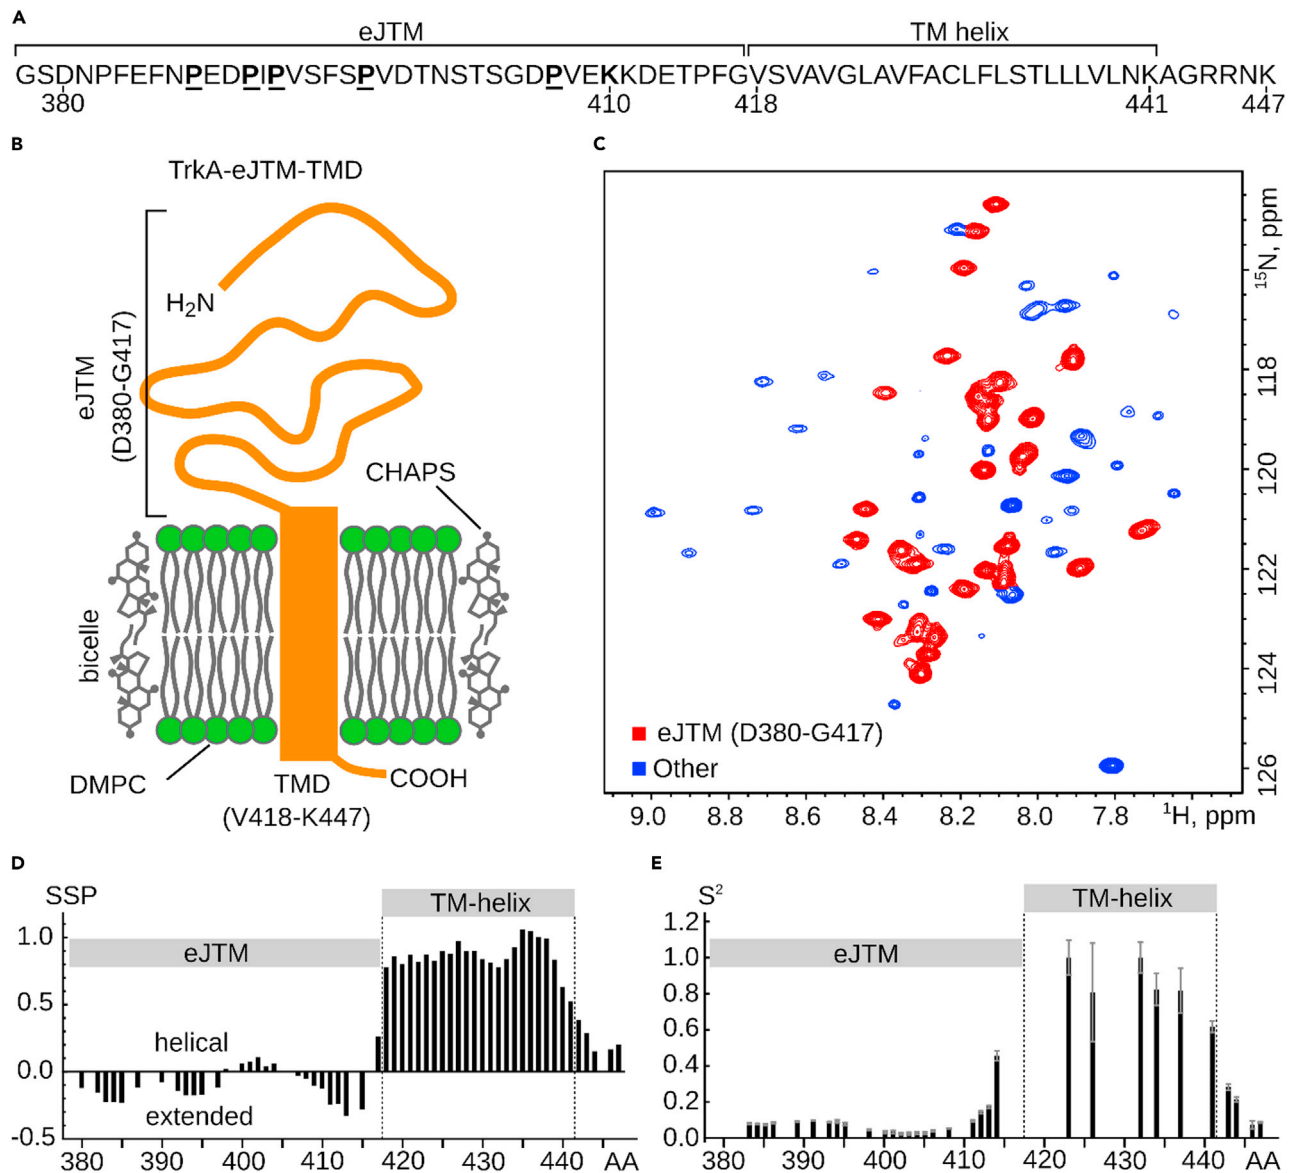 A
eJTM
TM helix
GSDNPFEFNPEDPIPVSFSPVDTNSTSGDPVEKKDETPFGVSVAVGLAVFACLFLSTLLLVLNKAGRRNK
380 410 418 441 447
B
TrkA-eJTM-TMD
H2N
eJTM
(D380-G417)
CHAPS
bicelle
DMPC
TMD
(V418-K447)
COOH
C
15N, ppm
118
120
122
124
126
eJTM (D380-G417)
Other
9.0 8.8 8.6 8.4 8.2 8.0 7.8 1H, ppm
D
SSP
TM-helix
eJTM
1.0
0.5
0.0
-0.5
helical
extended
380 390 400 410 420 430 440 AA
E
S2
TM-helix
eJTM
1.2
1.0
0.8
0.6
0.4
0.2
0.0
380 390 400 410 420 430 440 AA